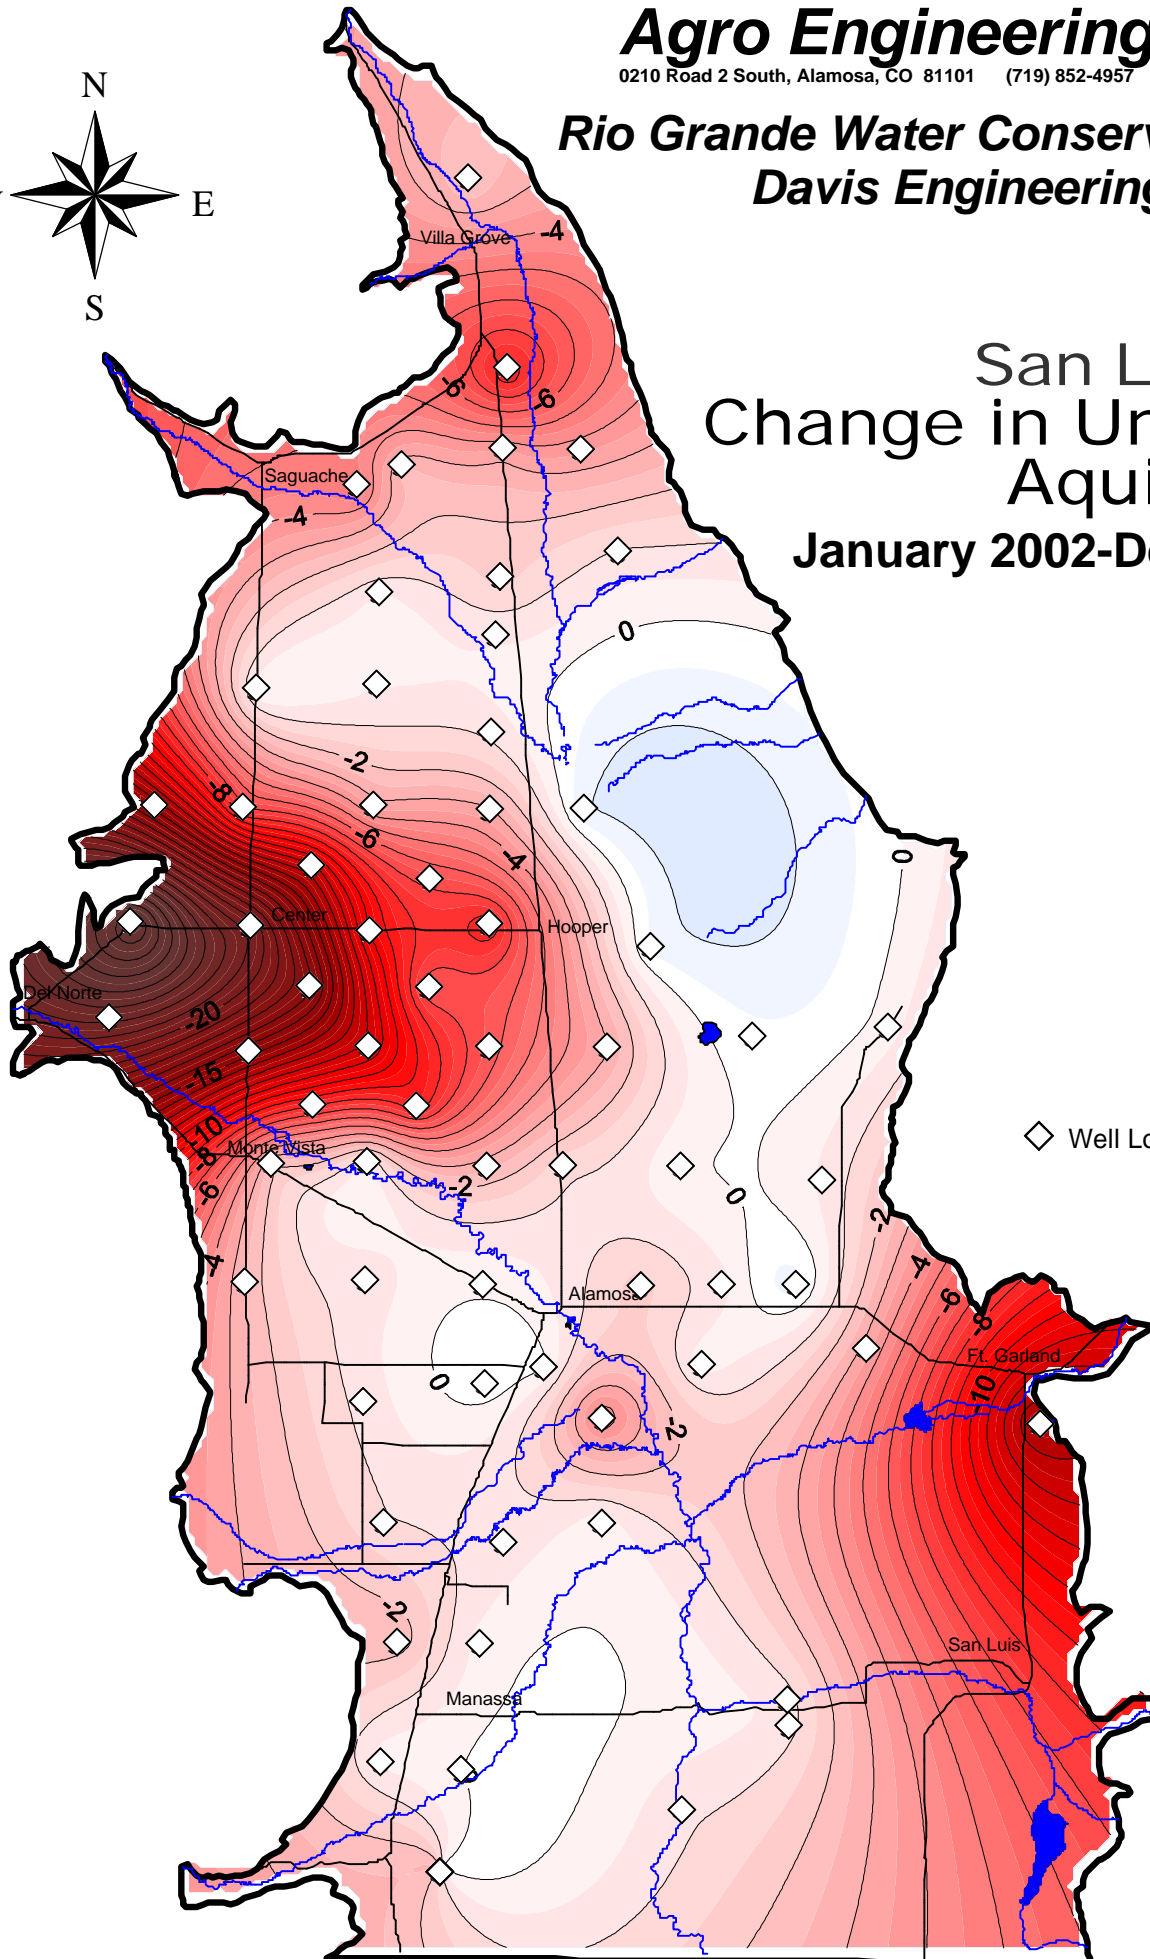 Agro Engineering
0210 Road 2 South, Alamosa, CO 81101 (719) 852-4957
Rio Grande Water Conserv
Davis Engineering
N
E
S
San L
Change in Un
Aqui
January 2002-De
Villa Grove
-4
-6
-6
Saguache
-4
0
-2
-8
-6
-4
0
Center
Hooper
Del Norte
-20
-15
-10
-8
Monte Vista
-6
-2
Well Lo
0
-2
-4
-4
-6
-8
Alamosa
Ft. Garland
-10
0
-2
-2
San Luis
Manassa